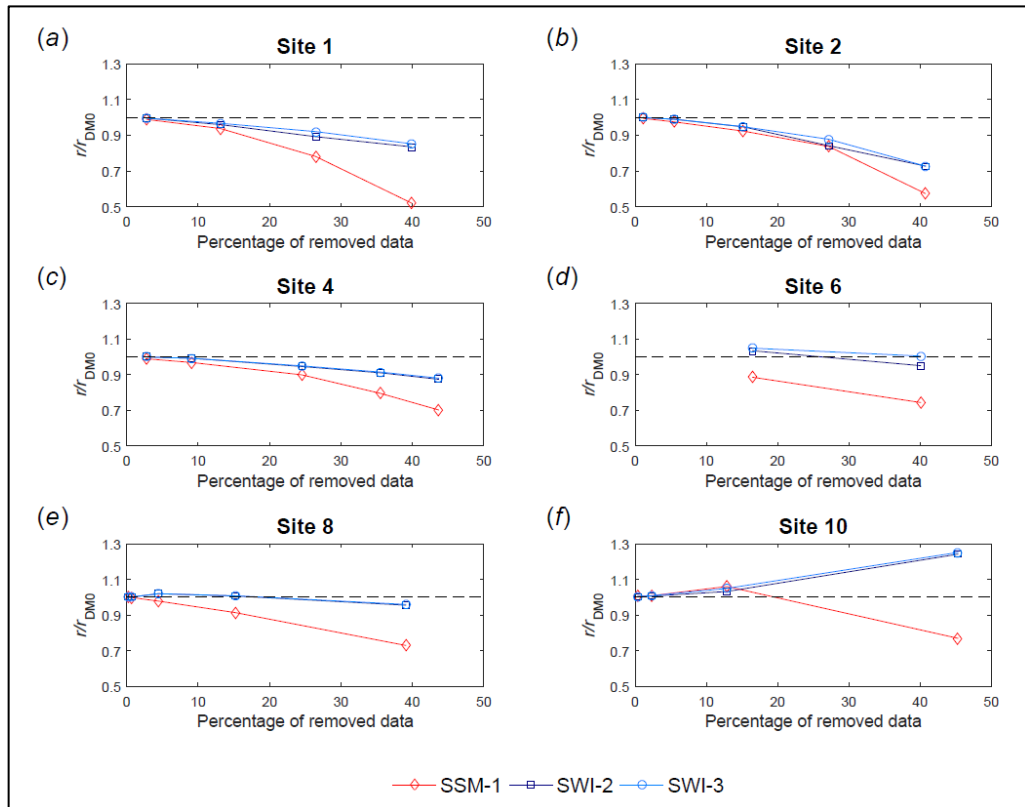 (a)
Site 1
1.3
1.1
0.9
0.7
0.5
r/rDM0
0 10 20 30 40 50
Percentage of removed data
(b)
Site 2
1.3
1.1
0.9
0.7
0.5
r/rDM0
0 10 20 30 40 50
Percentage of removed data
(c)
Site 4
1.3
1.1
0.9
0.7
0.5
r/rDM0
0 10 20 30 40 50
Percentage of removed data
(d)
Site 6
1.3
1.1
0.9
0.7
0.5
r/rDM0
0 10 20 30 40 50
Percentage of removed data
(e)
Site 8
1.3
1.1
0.9
0.7
0.5
r/rDM0
0 10 20 30 40 50
Percentage of removed data
(f)
Site 10
1.3
1.1
0.9
0.7
0.5
r/rDM0
0 10 20 30 40 50
Percentage of removed data
SSM-1 SWI-2 SWI-3